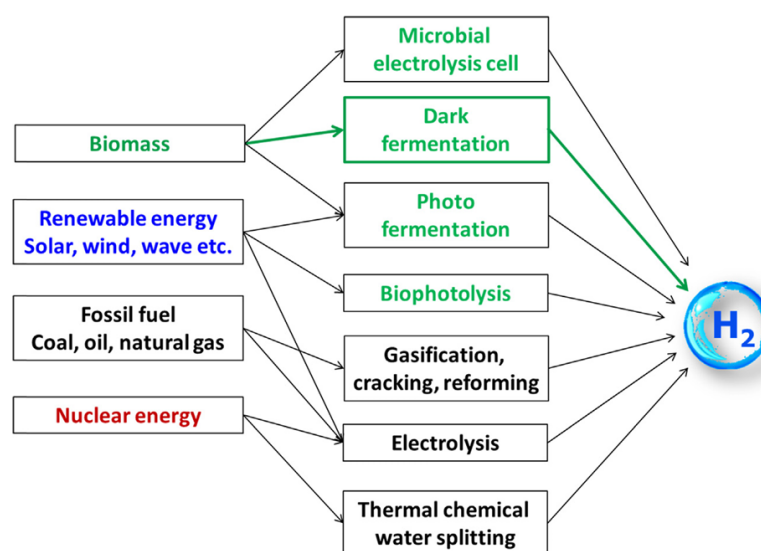 Microbial
electrolysis cell
Dark
fermentation
Biomass
Photo
fermentation
Renewable energy
Solar, wind, wave etc.
Biophotolysis
Fossil fuel
Coal, oil, natural gas
H₂
Gasification,
cracking, reforming
Nuclear energy
Electrolysis
Thermal chemical
water splitting